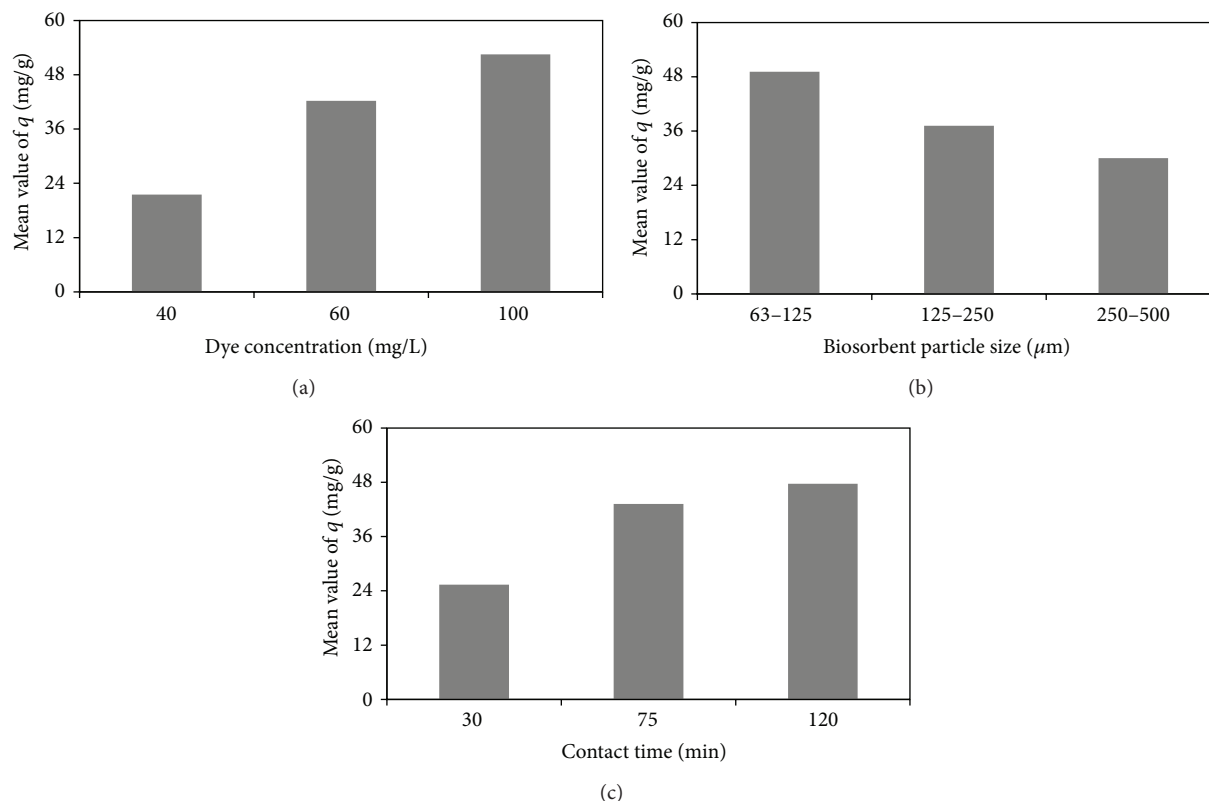 60
48
36
24
12
0
Mean value of q (mg/g)
40 60 100
Dye concentration (mg/L)
(a)
60
48
36
24
12
0
Mean value of q (mg/g)
63–125 125–250 250–500
Biosorbent particle size (μm)
(b)
60
48
36
24
12
0
Mean value of q (mg/g)
30 75 120
Contact time (min)
(c)